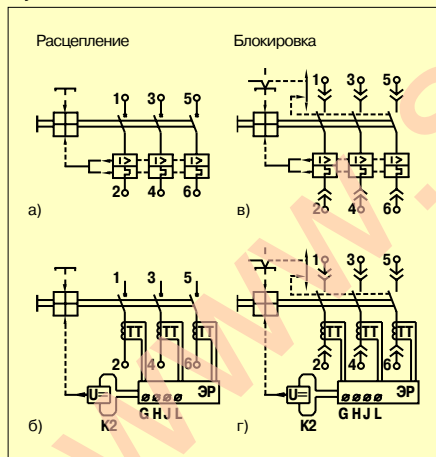 Расцепление Блокировка
1 3 5 1 3 5
I> I> I> I> I> I>
2 4 6 2 4 6
а) в)
1 3 5 1 3 5
ТТ ТТ ТТ ТТ ТТ ТТ
2 4 6 2 4 6
U= ЭР U= ЭР
G H J L G H J L
б) К2 г) К2
www.s